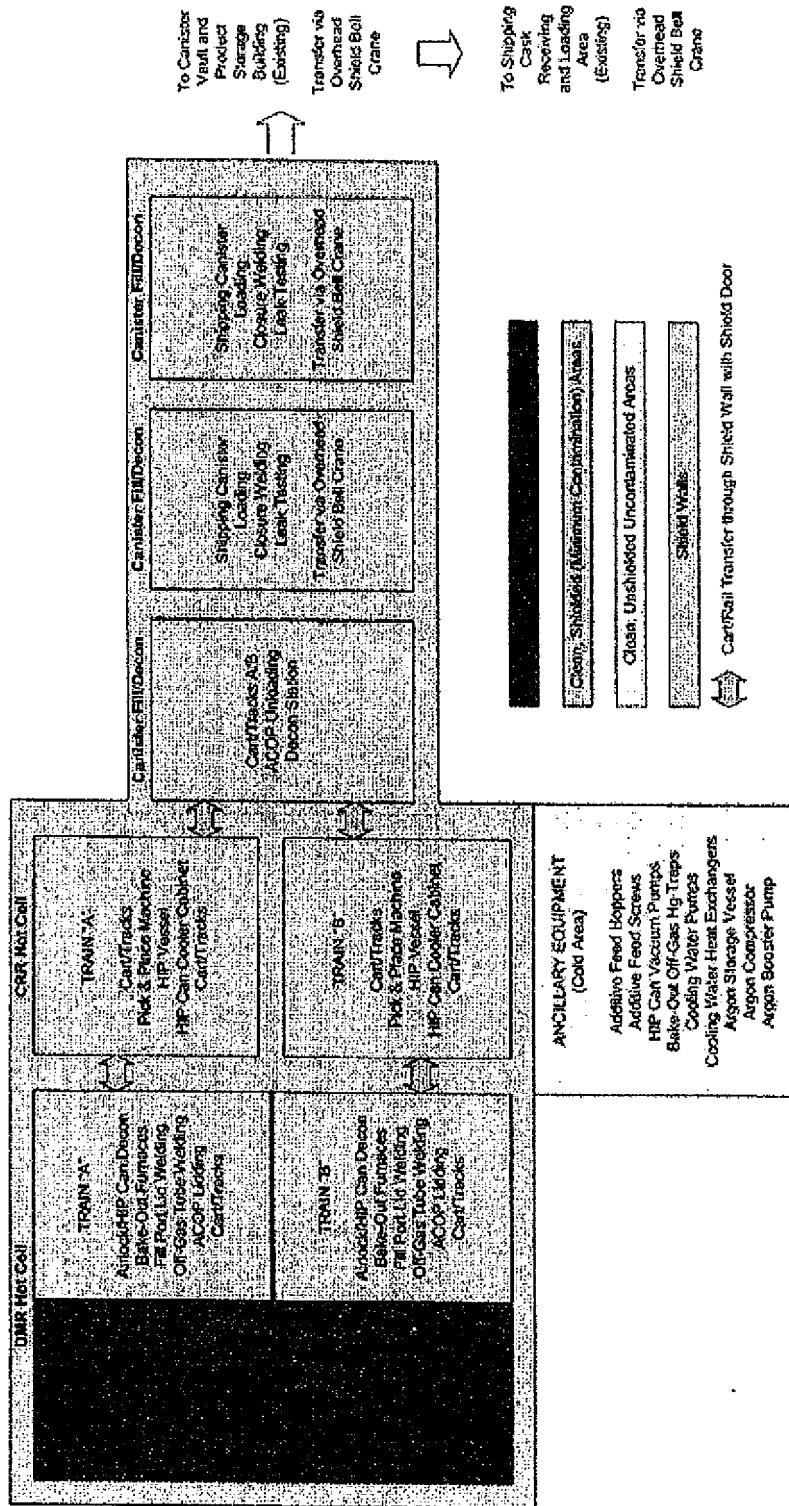 DMR Hot Cell
TRAIN "A"
Airlock/HIP Can Decon
Bake-Out Furnaces
Fill Port Lid Welding
Off-Gas Tube Welding
ACOP Lidding
Cart/Tracks
TRAIN "B"
Airlock/HIP Can Decon
Bake-Out Furnaces
Fill Port Lid Welding
Off-Gas Tube Welding
ACOP Lidding
Cart/Tracks
CRR Hot Cell
TRAIN "A"
Cart/Tracks
Pick & Place Machine
HIP Vessel
HIP Can Cooler Cabinet
Cart/Tracks
TRAIN "B"
Cart/Tracks
Pick & Place Machine
HIP Vessel
HIP Can Cooler Cabinet
Cart/Tracks
Canister Fill/Decon
Cart/Tracks A/B
ACOP Unloading
Decon Station
Canister Fill/Decon
Shipping Canister
Loading
Closure Welding
Leak Testing
Transfer via Overhead
Shield Bell Crane
Canister Fill/Decon
Shipping Canister
Loading
Closure Welding
Leak Testing
Transfer via Overhead
Shield Bell Crane
To Canister
Vault and
Product
Storage
Building
(Existing)
Transfer via
Overhead
Shield Bell
Crane
To Shipping
Cask
Receiving
and Loading
Area
(Existing)
Transfer via
Overhead
Shield Bell
Crane
ANCILLARY EQUIPMENT
(Cold Area)
Additive Feed Hoppers
Additive Feed Screws
HIP Can Vacuum Pumps
Bake-Out Off-Gas Hg-Traps
Cooling Water Pumps
Cooling Water Heat Exchangers
Argon Storage Vessel
Argon Compressor
Argon Booster Pump
Clean, Shielded (Minimum Contamination) Areas
Clean, Unshielded Uncontaminated Areas
Shield Walls
Cart/Rail Transfer through Shield Wall with Shield Door